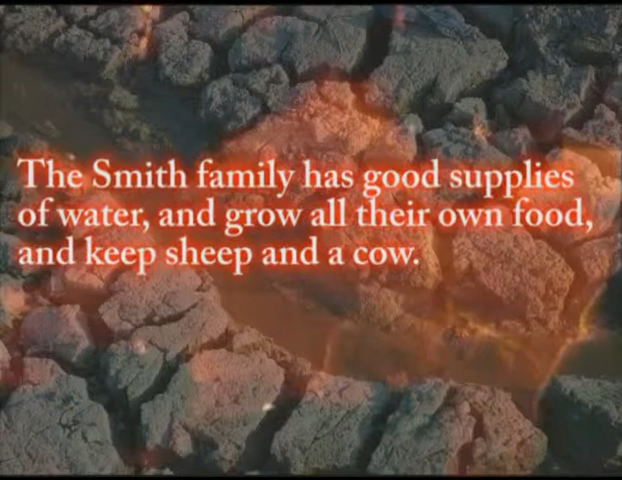 The Smith family has good supplies
of water, and grow all their own food,
and keep sheep and a cow.